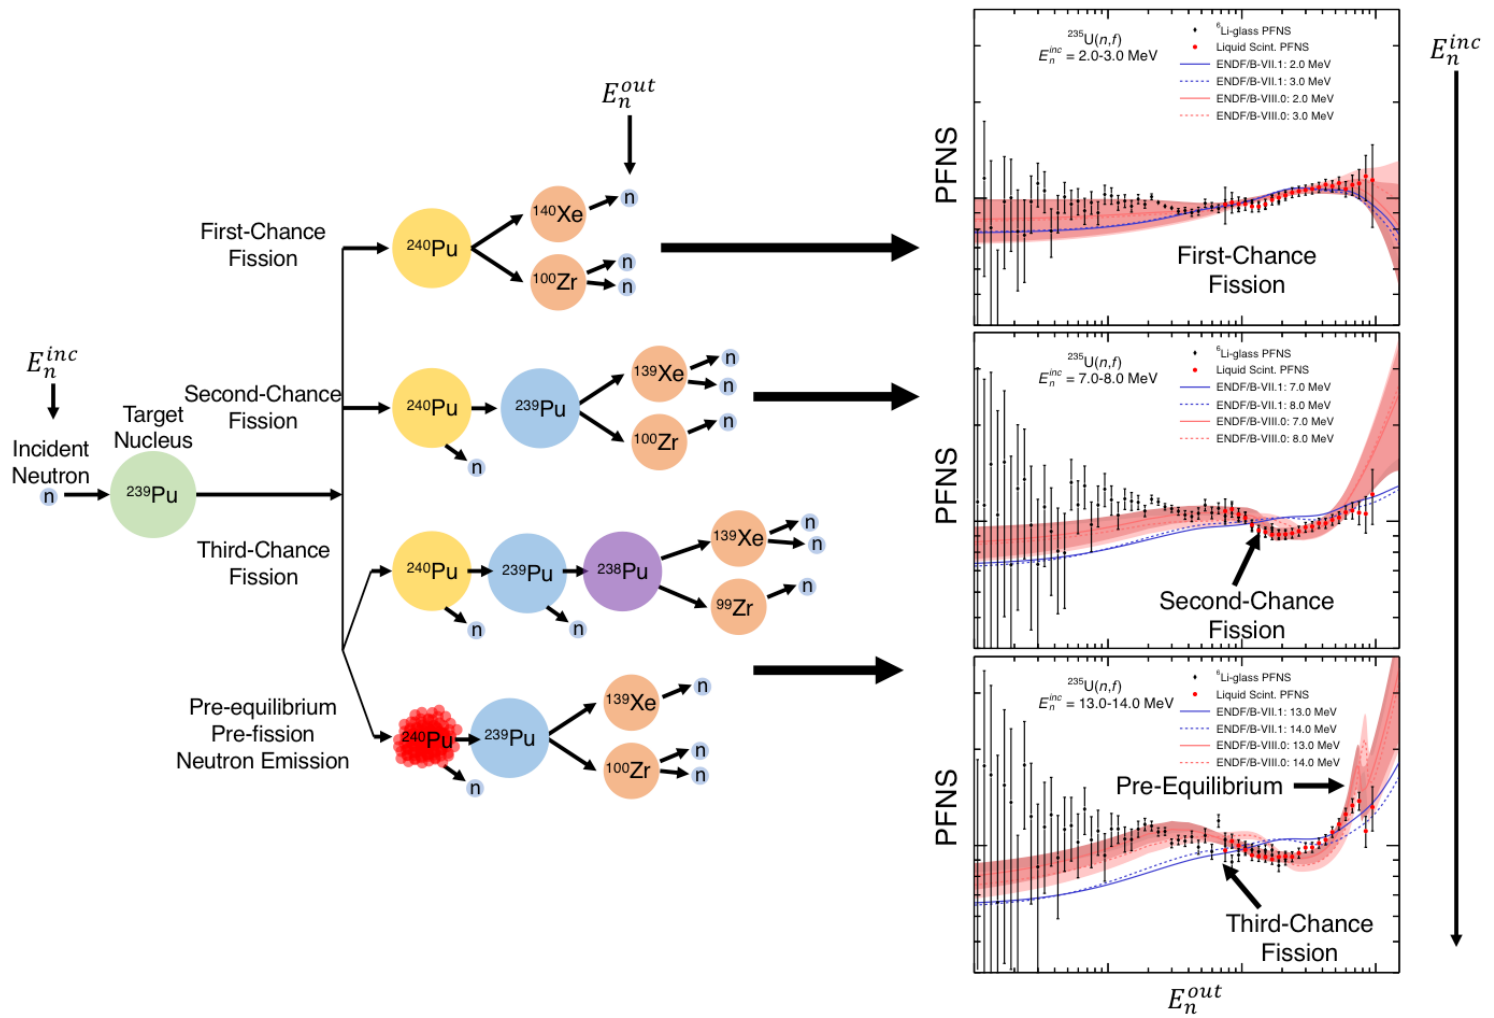 E_n^{inc}
Incident
Neutron
n
Target
Nucleus
²³⁹Pu
First-Chance
Fission
²⁴⁰Pu
¹⁴⁰Xe
n
¹⁰⁰Zr
n
n
E_n^{out}
Second-Chance
Fission
²⁴⁰Pu
n
²³⁹Pu
¹³⁹Xe
n
n
¹⁰⁰Zr
n
Third-Chance
Fission
²⁴⁰Pu
n
²³⁹Pu
n
²³⁸Pu
¹³⁹Xe
n
n
⁹⁹Zr
n
Pre-equilibrium
Pre-fission
Neutron Emission
²⁴⁰Pu
n
²³⁹Pu
¹³⁹Xe
n
¹⁰⁰Zr
n
n
PFNS
²³⁵U(n,f)
E_n^{inc} = 2.0-3.0 MeV
⁶Li-glass PFNS
Liquid Scint. PFNS
ENDF/B-VII.1: 2.0 MeV
ENDF/B-VII.1: 3.0 MeV
ENDF/B-VIII.0: 2.0 MeV
ENDF/B-VIII.0: 3.0 MeV
First-Chance
Fission
PFNS
²³⁵U(n,f)
E_n^{inc} = 7.0-8.0 MeV
⁶Li-glass PFNS
Liquid Scint. PFNS
ENDF/B-VII.1: 7.0 MeV
ENDF/B-VII.1: 8.0 MeV
ENDF/B-VIII.0: 7.0 MeV
ENDF/B-VIII.0: 8.0 MeV
Second-Chance
Fission
PFNS
²³⁵U(n,f)
E_n^{inc} = 13.0-14.0 MeV
⁶Li-glass PFNS
Liquid Scint. PFNS
ENDF/B-VII.1: 13.0 MeV
ENDF/B-VII.1: 14.0 MeV
ENDF/B-VIII.0: 13.0 MeV
ENDF/B-VIII.0: 14.0 MeV
Pre-Equilibrium
Third-Chance
Fission
E_n^{out}
E_n^{inc}